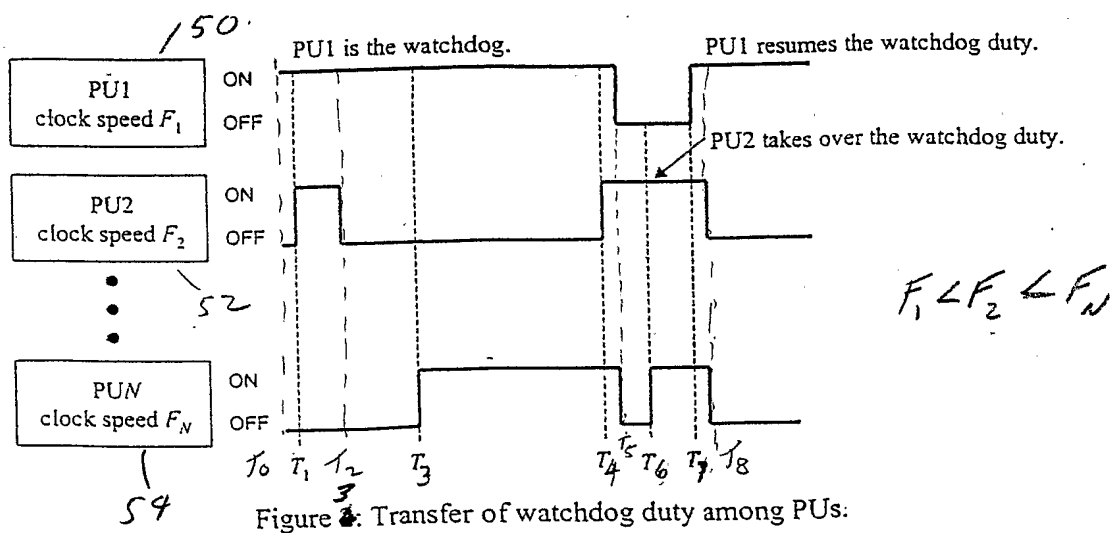 150.
PU1 is the watchdog.
PU1 resumes the watchdog duty.
PU1
clock speed F₁
ON
OFF
PU2 takes over the watchdog duty.
PU2
clock speed F₂
ON
OFF
52
F₁ < F₂ < F_N
PUN
clock speed F_N
ON
OFF
54
T₀ T₁ T₂ T₃ T₄ T₅ T₆ T₇ T₈
3
Figure : Transfer of watchdog duty among PUs.